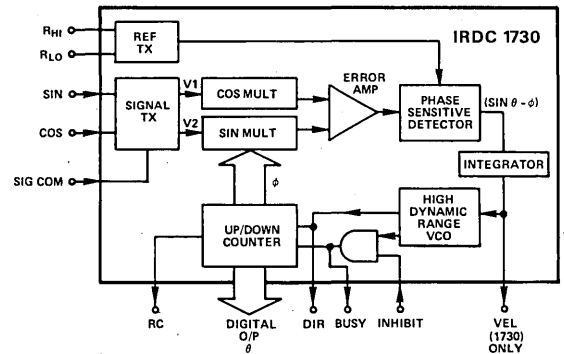 IRDC 1730
RHI
RLO
REF
TX
SIN
COS
SIG COM
SIGNAL
TX
V1
V2
COS MULT
SIN MULT
ERROR
AMP
PHASE
SENSITIVE
DETECTOR
(SIN θ - ϕ)
INTEGRATOR
HIGH
DYNAMIC
RANGE
VCO
ϕ
UP/DOWN
COUNTER
RC
DIGITAL
O/P
θ
DIR
BUSY
INHIBIT
VEL
(1730)
ONLY